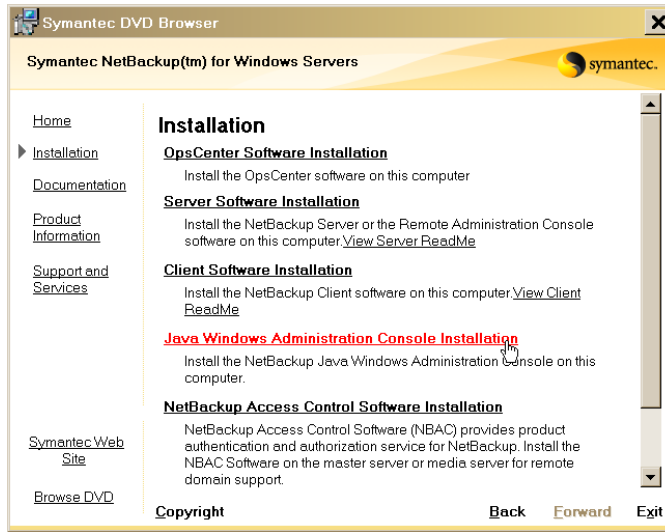 Symantec DVD Browser
Symantec NetBackup(tm) for Windows Servers
symantec.
Home
Installation
Documentation
Product
Information
Support and
Services
Symantec Web
Site
Browse DVD
Installation
OpsCenter Software Installation
Install the OpsCenter software on this computer
Server Software Installation
Install the NetBackup Server or the Remote Administration Console
software on this computer.View Server ReadMe
Client Software Installation
Install the NetBackup Client software on this computer.View Client
ReadMe
Java Windows Administration Console Installation
Install the NetBackup Java Windows Administration Console on this
computer.
NetBackup Access Control Software Installation
NetBackup Access Control Software (NBAC) provides product
authentication and authorization service for NetBackup. Install the
NBAC Software on the master server or media server for remote
domain support.
Copyright
Back
Forward
Exit